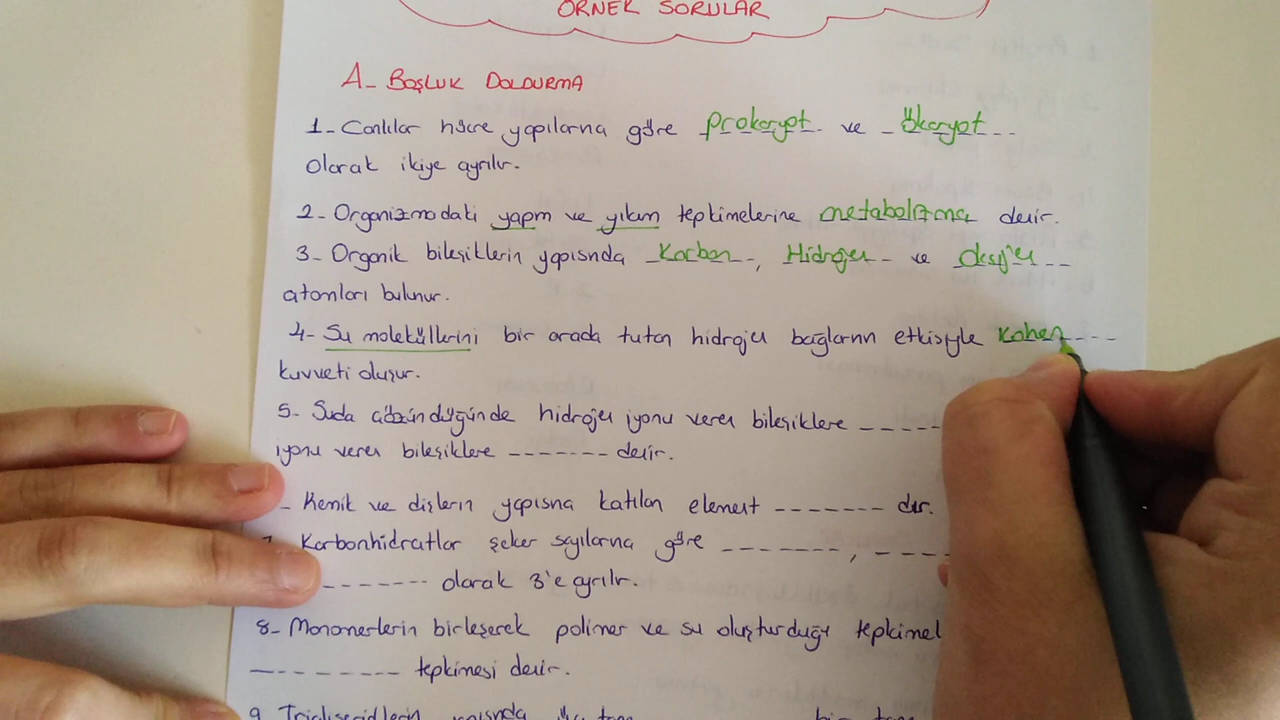 ÖRNEK SORULAR
A- BOŞLUK DOLDURMA
1- Canlılar hücre yapılarına göre Prokaryot ve Ökaryot
olarak ikiye ayrılır.
2- Organizmadaki yapım ve yıkım tepkimelerine metabolizma denir.
3- Organik bileşiklerin yapısında Karbon, Hidrojen ve oksijen
atomları bulunur.
4- Su moleküllerini bir arada tutan hidrojen bağlarının etkisiyle Kohez
kuvveti oluşur.
5- Suda çözündüğünde hidrojen iyonu veren bileşiklere -----
iyonu veren bileşiklere ------- denir.
- Kemik ve dişlerin yapısına katılan element ------- dır.
7- Karbonhidratlar şeker sayılarına göre -------, ----
------- olarak 3'e ayrılır.
8- Monomerlerin birleşerek polimer ve su oluşturduğu tepkimel
--------- tepkimesi denir.
9 Trigliseridlerin yapısında